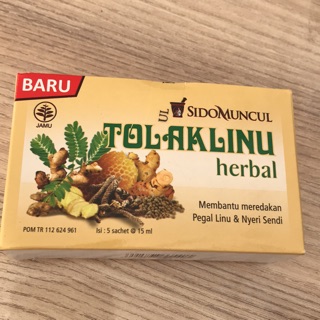 BARU
JAMU
SIDOMUNCUL
TOLAKLINU
herbal
Membantu meredakan
Pegal Linu & Nyeri Sendi
POM TR 112 624 961
Isi : 5 sachet @ 15 ml